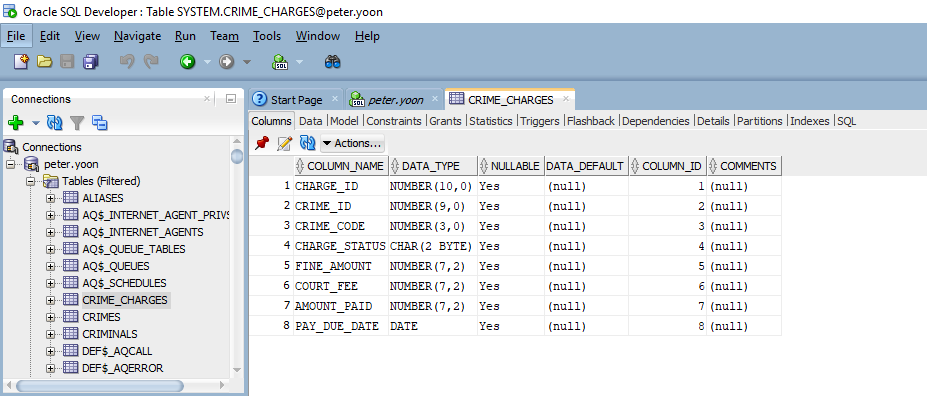 Oracle SQL Developer : Table SYSTEM.CRIME_CHARGES@peter.yoon
File Edit View Navigate Run Team Tools Window Help
SQL
Connections
Connections
peter.yoon
Tables (Filtered)
ALIASES
AQ$_INTERNET_AGENT_PRIVS
AQ$_INTERNET_AGENTS
AQ$_QUEUE_TABLES
AQ$_QUEUES
AQ$_SCHEDULES
CRIME_CHARGES
CRIMES
CRIMINALS
DEF$_AQCALL
DEF$_AQERROR
Start Page peter.yoon CRIME_CHARGES
Columns Data Model Constraints Grants Statistics Triggers Flashback Dependencies Details Partitions Indexes SQL
Actions...
COLUMN_NAME DATA_TYPE NULLABLE DATA_DEFAULT COLUMN_ID COMMENTS
1 CHARGE_ID NUMBER(10,0) Yes (null) 1 (null)
2 CRIME_ID NUMBER(9,0) Yes (null) 2 (null)
3 CRIME_CODE NUMBER(3,0) Yes (null) 3 (null)
4 CHARGE_STATUS CHAR(2 BYTE) Yes (null) 4 (null)
5 FINE_AMOUNT NUMBER(7,2) Yes (null) 5 (null)
6 COURT_FEE NUMBER(7,2) Yes (null) 6 (null)
7 AMOUNT_PAID NUMBER(7,2) Yes (null) 7 (null)
8 PAY_DUE_DATE DATE Yes (null) 8 (null)